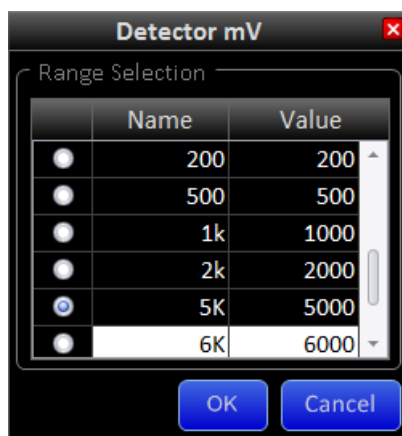 Detector mV
Range Selection
Name Value
200 200
500 500
1k 1000
2k 2000
5K 5000
6K 6000
OK Cancel